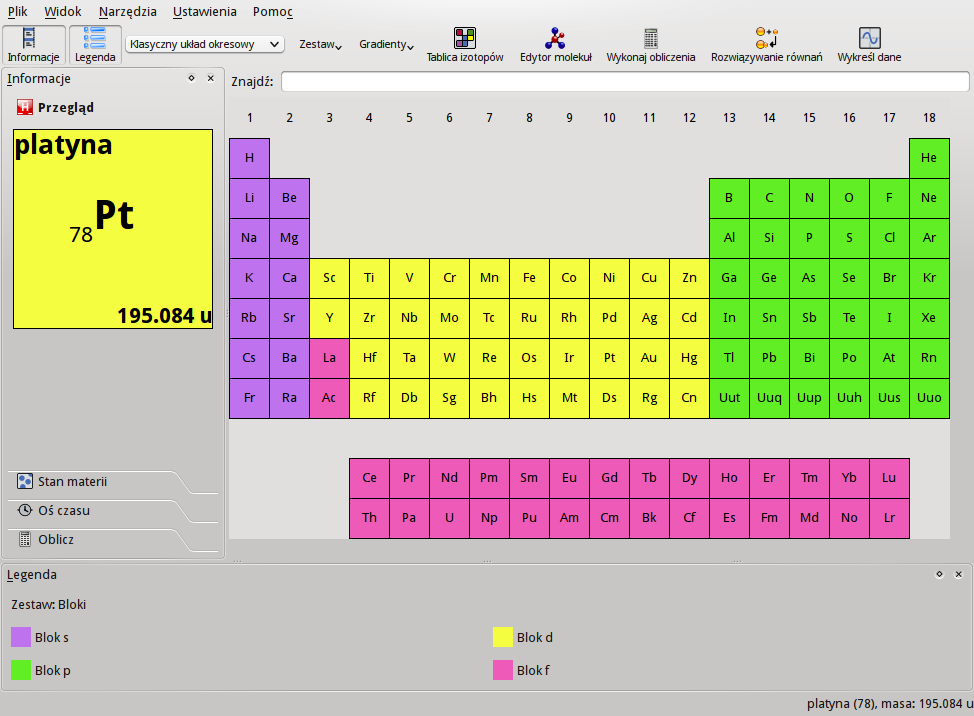 Plik Widok Narzędzia Ustawienia Pomoc
Informacje Legenda Klasyczny układ okresowy Zestaw Gradienty Tablica izotopów Edytor molekuł Wykonaj obliczenia Rozwiązywanie równań Wykreśl dane
Informacje
Przegląd
platyna
78Pt
195.084 u
Stan materii
Oś czasu
Oblicz
Znajdź:
1 2 3 4 5 6 7 8 9 10 11 12 13 14 15 16 17 18
H He
Li Be B C N O F Ne
Na Mg Al Si P S Cl Ar
K Ca Sc Ti V Cr Mn Fe Co Ni Cu Zn Ga Ge As Se Br Kr
Rb Sr Y Zr Nb Mo Tc Ru Rh Pd Ag Cd In Sn Sb Te I Xe
Cs Ba La Hf Ta W Re Os Ir Pt Au Hg Tl Pb Bi Po At Rn
Fr Ra Ac Rf Db Sg Bh Hs Mt Ds Rg Cn Uut Uuq Uup Uuh Uus Uuo
Ce Pr Nd Pm Sm Eu Gd Tb Dy Ho Er Tm Yb Lu
Th Pa U Np Pu Am Cm Bk Cf Es Fm Md No Lr
Legenda
Zestaw: Bloki
Blok s Blok d
Blok p Blok f
platyna (78), masa: 195.084 u